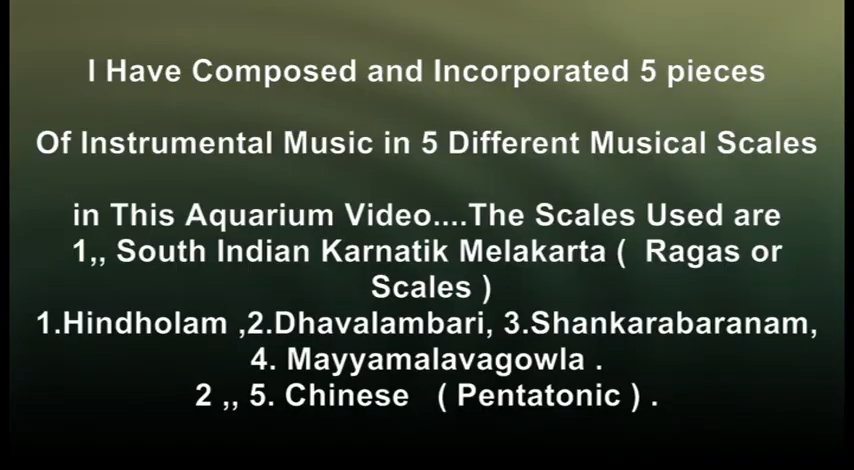 I Have Composed and Incorporated 5 pieces
Of Instrumental Music in 5 Different Musical Scales
in This Aquarium Video....The Scales Used are
1,, South Indian Karnatik Melakarta ( Ragas or
Scales )
1.Hindholam ,2.Dhavalambari, 3.Shankarabaranam,
4. Mayyamalavagowla .
2 ,, 5. Chinese ( Pentatonic ) .